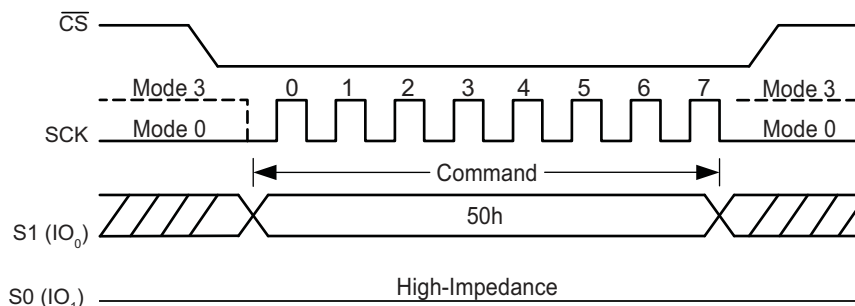 CS
Mode 3 0 1 2 3 4 5 6 7 Mode 3
SCK Mode 0 Mode 0
Command
S1 (IO0) 50h
S0 (IO1) High-Impedance